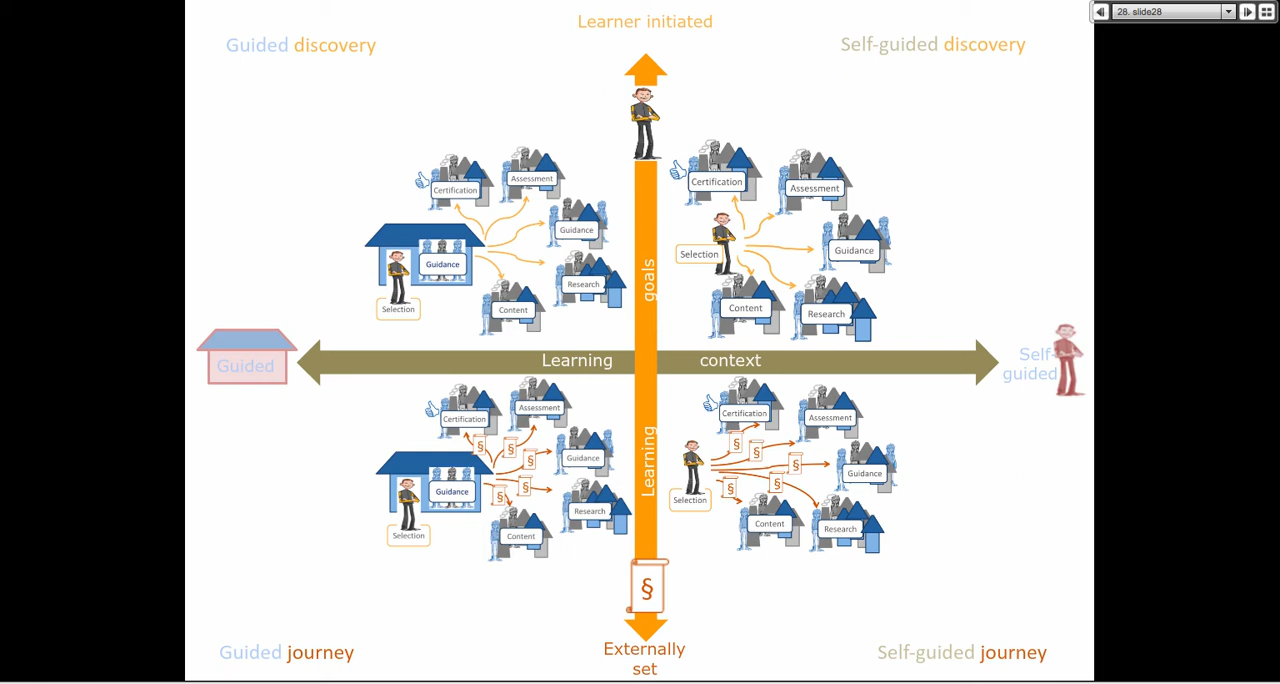 28. slide28
Learner initiated
Guided discovery
Self-guided discovery
Certification
Assessment
Guidance
Guidance
Research
Content
Selection
Certification
Assessment
Selection
Guidance
Content
Research
goals
Guided
Learning context
Self-
guided
Certification
Assessment
§
§
§
Guidance
Guidance
§
§
Research
Selection
Content
Certification
Assessment
§
§
§
Guidance
§
§
Selection
Content
Research
Learning
§
Externally
set
Guided journey
Self-guided journey